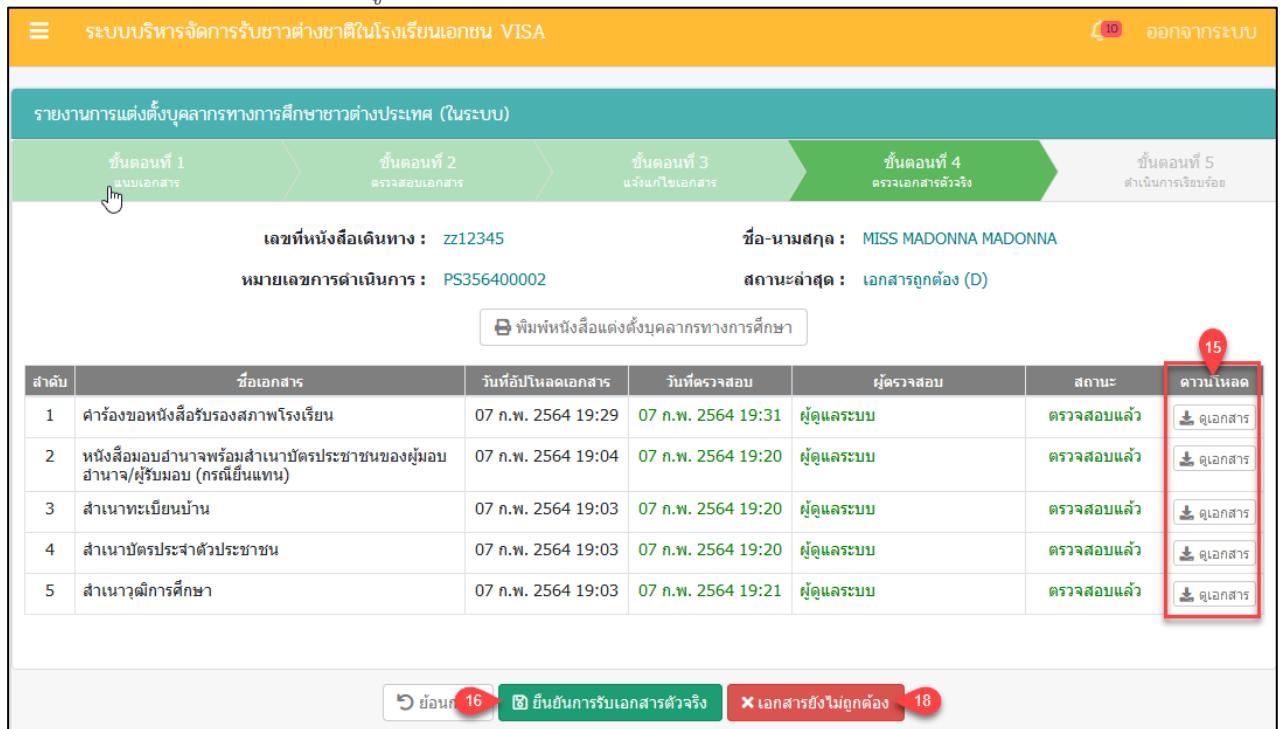 ระบบบริหารจัดการรับชาวต่างชาติในโรงเรียนเอกชน VISA
10
ออกจากระบบ
รายงานการแต่งตั้งบุคลากรทางการศึกษาชาวต่างประเทศ (ในระบบ)
ขั้นตอนที่ 1
แนบเอกสาร
ขั้นตอนที่ 2
ตรวจสอบเอกสาร
ขั้นตอนที่ 3
แจ้งแก้ไขเอกสาร
ขั้นตอนที่ 4
ตรวจเอกสารตัวจริง
ขั้นตอนที่ 5
ดำเนินการเรียบร้อย
เลขที่หนังสือเดินทาง : zz12345
ชื่อ-นามสกุล : MISS MADONNA MADONNA
หมายเลขการดำเนินการ : PS356400002
สถานะล่าสุด : เอกสารถูกต้อง (D)
พิมพ์หนังสือแต่งตั้งบุคลากรทางการศึกษา
15
ลำดับ ชื่อเอกสาร วันที่อัปโหลดเอกสาร วันที่ตรวจสอบ ผู้ตรวจสอบ สถานะ ดาวน์โหลด
1 คำร้องขอหนังสือรับรองสภาพโรงเรียน 07 ก.พ. 2564 19:29 07 ก.พ. 2564 19:31 ผู้ดูแลระบบ ตรวจสอบแล้ว ดูเอกสาร
2 หนังสือมอบอำนาจพร้อมสำเนาบัตรประชาชนของผู้มอบ 07 ก.พ. 2564 19:04 07 ก.พ. 2564 19:20 ผู้ดูแลระบบ ตรวจสอบแล้ว ดูเอกสาร
อำนาจ/ผู้รับมอบ (กรณียื่นแทน)
3 สำเนาทะเบียนบ้าน 07 ก.พ. 2564 19:03 07 ก.พ. 2564 19:20 ผู้ดูแลระบบ ตรวจสอบแล้ว ดูเอกสาร
4 สำเนาบัตรประจำตัวประชาชน 07 ก.พ. 2564 19:03 07 ก.พ. 2564 19:20 ผู้ดูแลระบบ ตรวจสอบแล้ว ดูเอกสาร
5 สำเนาวุฒิการศึกษา 07 ก.พ. 2564 19:03 07 ก.พ. 2564 19:21 ผู้ดูแลระบบ ตรวจสอบแล้ว ดูเอกสาร
16 ยืนยันการรับเอกสารตัวจริง เอกสารยังไม่ถูกต้อง 18